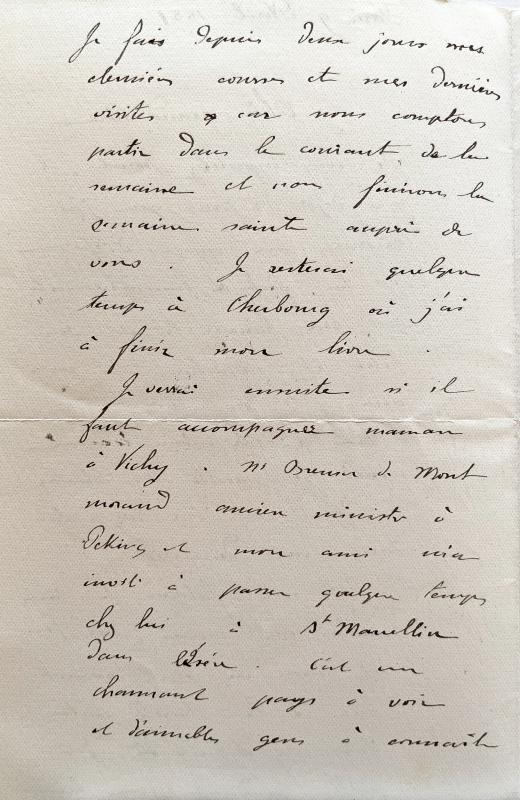 Je fais depuis deux jours mes
dernières courses et mes dernières
visites car nous comptons
partir dans le courant de la
semaine et nous finirons la
semaine sainte auprès de
vous. Je resterai quelque
temps à Cherbourg où j'ai
à finir mon livre.
Je verrai ensuite si il
faut accompagner maman
à Vichy. Mr Brenier de Mont
morand ancien ministre à
Peking et mon ami m'a
invité à passer quelque temps
chez lui à St Marcellin
dans l'Isère. C'est un
charmant pays à voir
et d'aimables gens à connaître